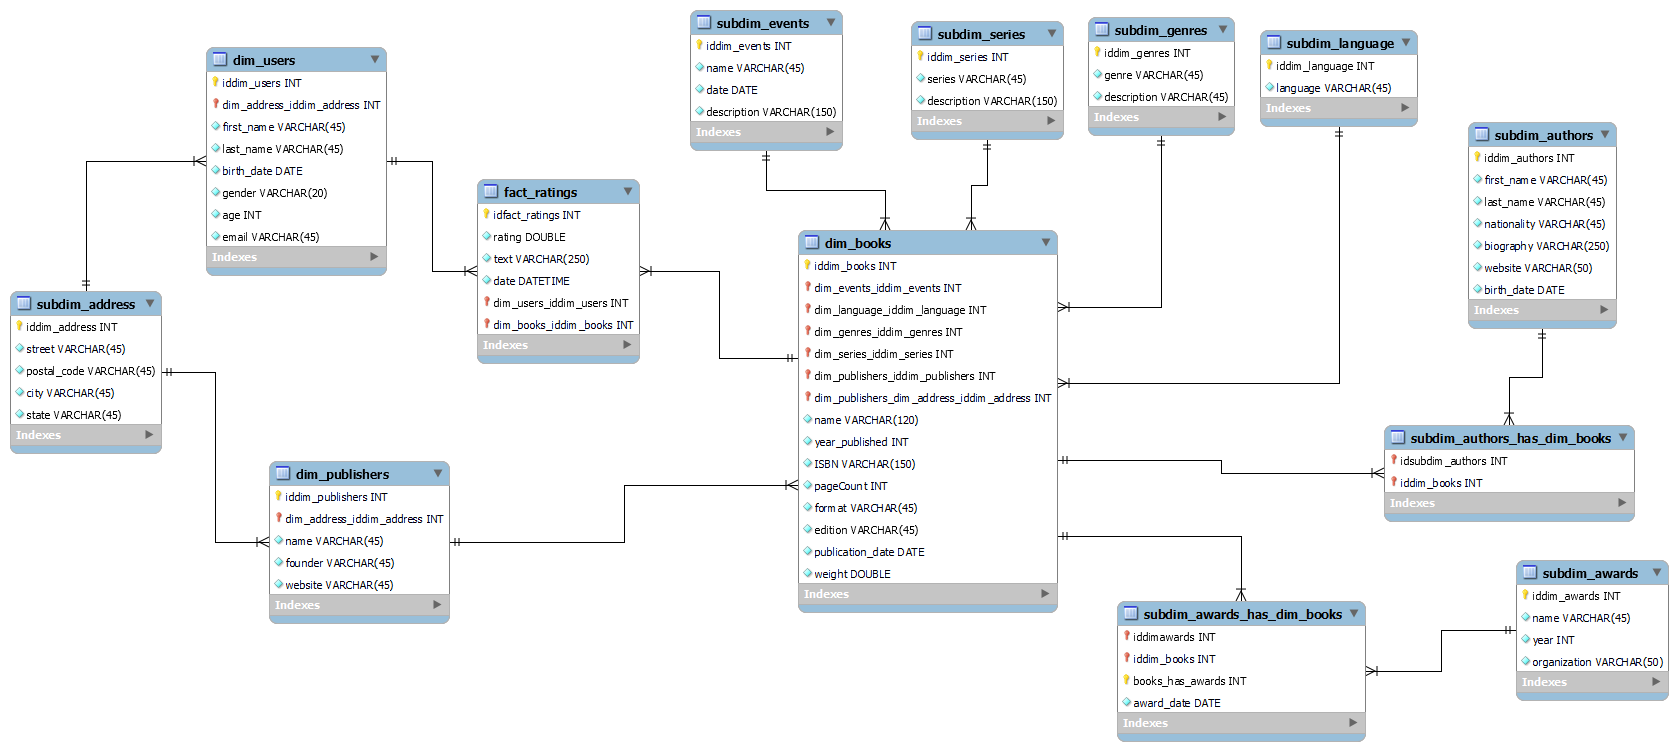 subdim_events
iddim_events INT
name VARCHAR(45)
date DATE
description VARCHAR(150)
Indexes
subdim_series
iddim_series INT
series VARCHAR(45)
description VARCHAR(150)
Indexes
subdim_genres
iddim_genres INT
genre VARCHAR(45)
description VARCHAR(45)
Indexes
subdim_language
iddim_language INT
language VARCHAR(45)
Indexes
dim_users
iddim_users INT
dim_address_iddim_address INT
first_name VARCHAR(45)
last_name VARCHAR(45)
birth_date DATE
gender VARCHAR(20)
age INT
email VARCHAR(45)
Indexes
subdim_authors
iddim_authors INT
first_name VARCHAR(45)
last_name VARCHAR(45)
nationality VARCHAR(45)
biography VARCHAR(250)
website VARCHAR(50)
birth_date DATE
Indexes
fact_ratings
idfact_ratings INT
rating DOUBLE
text VARCHAR(250)
date DATETIME
dim_users_iddim_users INT
dim_books_iddim_books INT
Indexes
dim_books
iddim_books INT
dim_events_iddim_events INT
dim_language_iddim_language INT
dim_genres_iddim_genres INT
dim_series_iddim_series INT
dim_publishers_iddim_publishers INT
dim_publishers_dim_address_iddim_address INT
name VARCHAR(120)
year_published INT
ISBN VARCHAR(150)
pageCount INT
format VARCHAR(45)
edition VARCHAR(45)
publication_date DATE
weight DOUBLE
Indexes
subdim_address
iddim_address INT
street VARCHAR(45)
postal_code VARCHAR(45)
city VARCHAR(45)
state VARCHAR(45)
Indexes
dim_publishers
iddim_publishers INT
dim_address_iddim_address INT
name VARCHAR(45)
founder VARCHAR(45)
website VARCHAR(45)
Indexes
subdim_authors_has_dim_books
idsubdim_authors INT
iddim_books INT
Indexes
subdim_awards_has_dim_books
iddimawards INT
iddim_books INT
books_has_awards INT
award_date DATE
Indexes
subdim_awards
iddim_awards INT
name VARCHAR(45)
year INT
organization VARCHAR(50)
Indexes